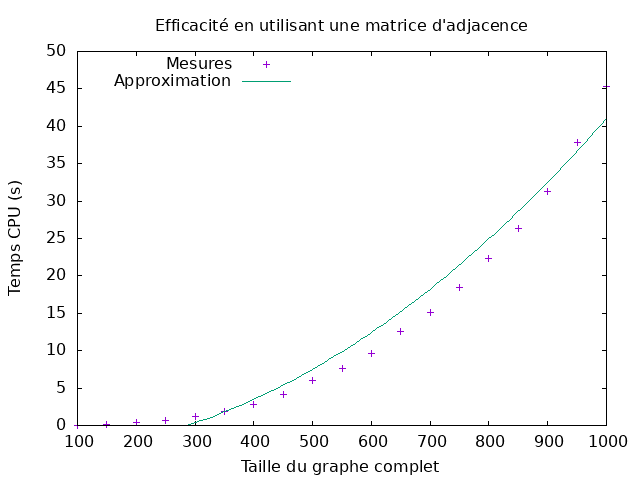 Efficacité en utilisant une matrice d'adjacence
50
45
40
35
30
25
20
15
10
5
0
Mesures
Approximation
Temps CPU (s)
100 200 300 400 500 600 700 800 900 1000
Taille du graphe complet